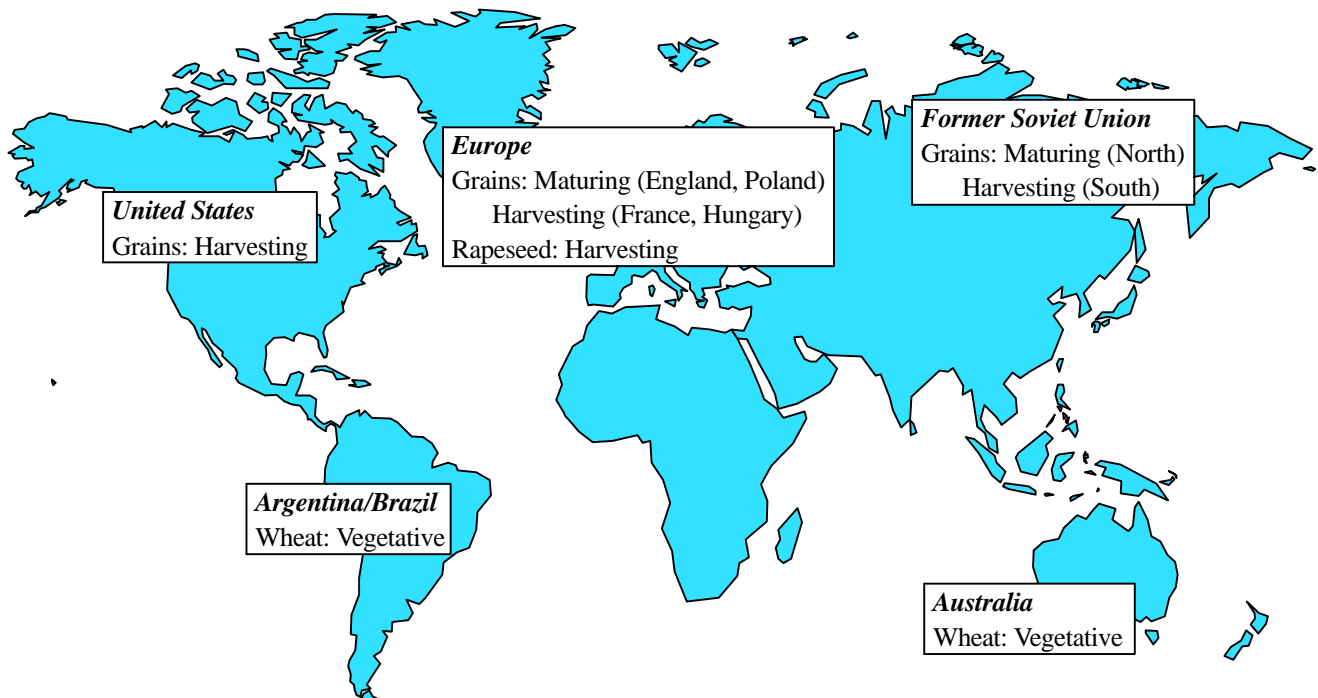 Europe
Grains: Maturing (England, Poland)
Harvesting (France, Hungary)
Rapeseed: Harvesting
Former Soviet Union
Grains: Maturing (North)
Harvesting (South)
United States
Grains: Harvesting
Argentina/Brazil
Wheat: Vegetative
Australia
Wheat: Vegetative